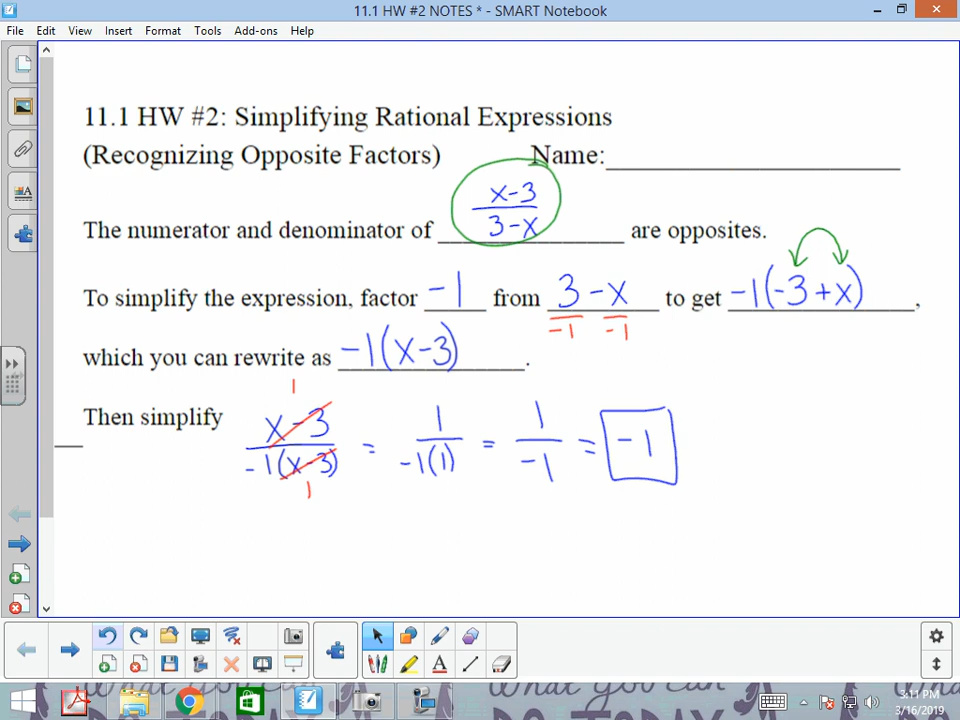 11.1 HW #2 NOTES * - SMART Notebook
File Edit View Insert Format Tools Add-ons Help
11.1 HW #2: Simplifying Rational Expressions
(Recognizing Opposite Factors) Name:
x-3
3-x
The numerator and denominator of are opposites.
To simplify the expression, factor -1 from 3-x to get -1(-3+x),
-1 -1
which you can rewrite as -1(x-3).
1
Then simplify x-3 / -1(x-3) = 1 / -1(1) = 1 / -1 = -1
1
3:11 PM
3/16/2019